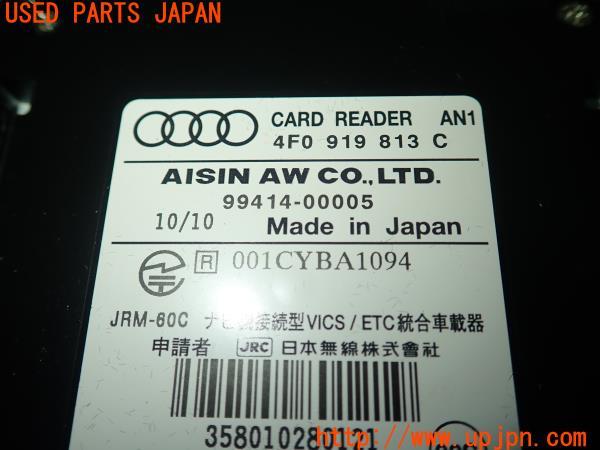 USED PARTS JAPAN
CARD READER AN1
4F0 919 813 C
AISIN AW CO.,LTD.
99414-00005
10/10 Made in Japan
R 001CYBA1094
JRM-60C ナビ 接続型VICS/ETC統合車載器
申請者 JRC 日本無線株式会社
https://www.upjpn.com